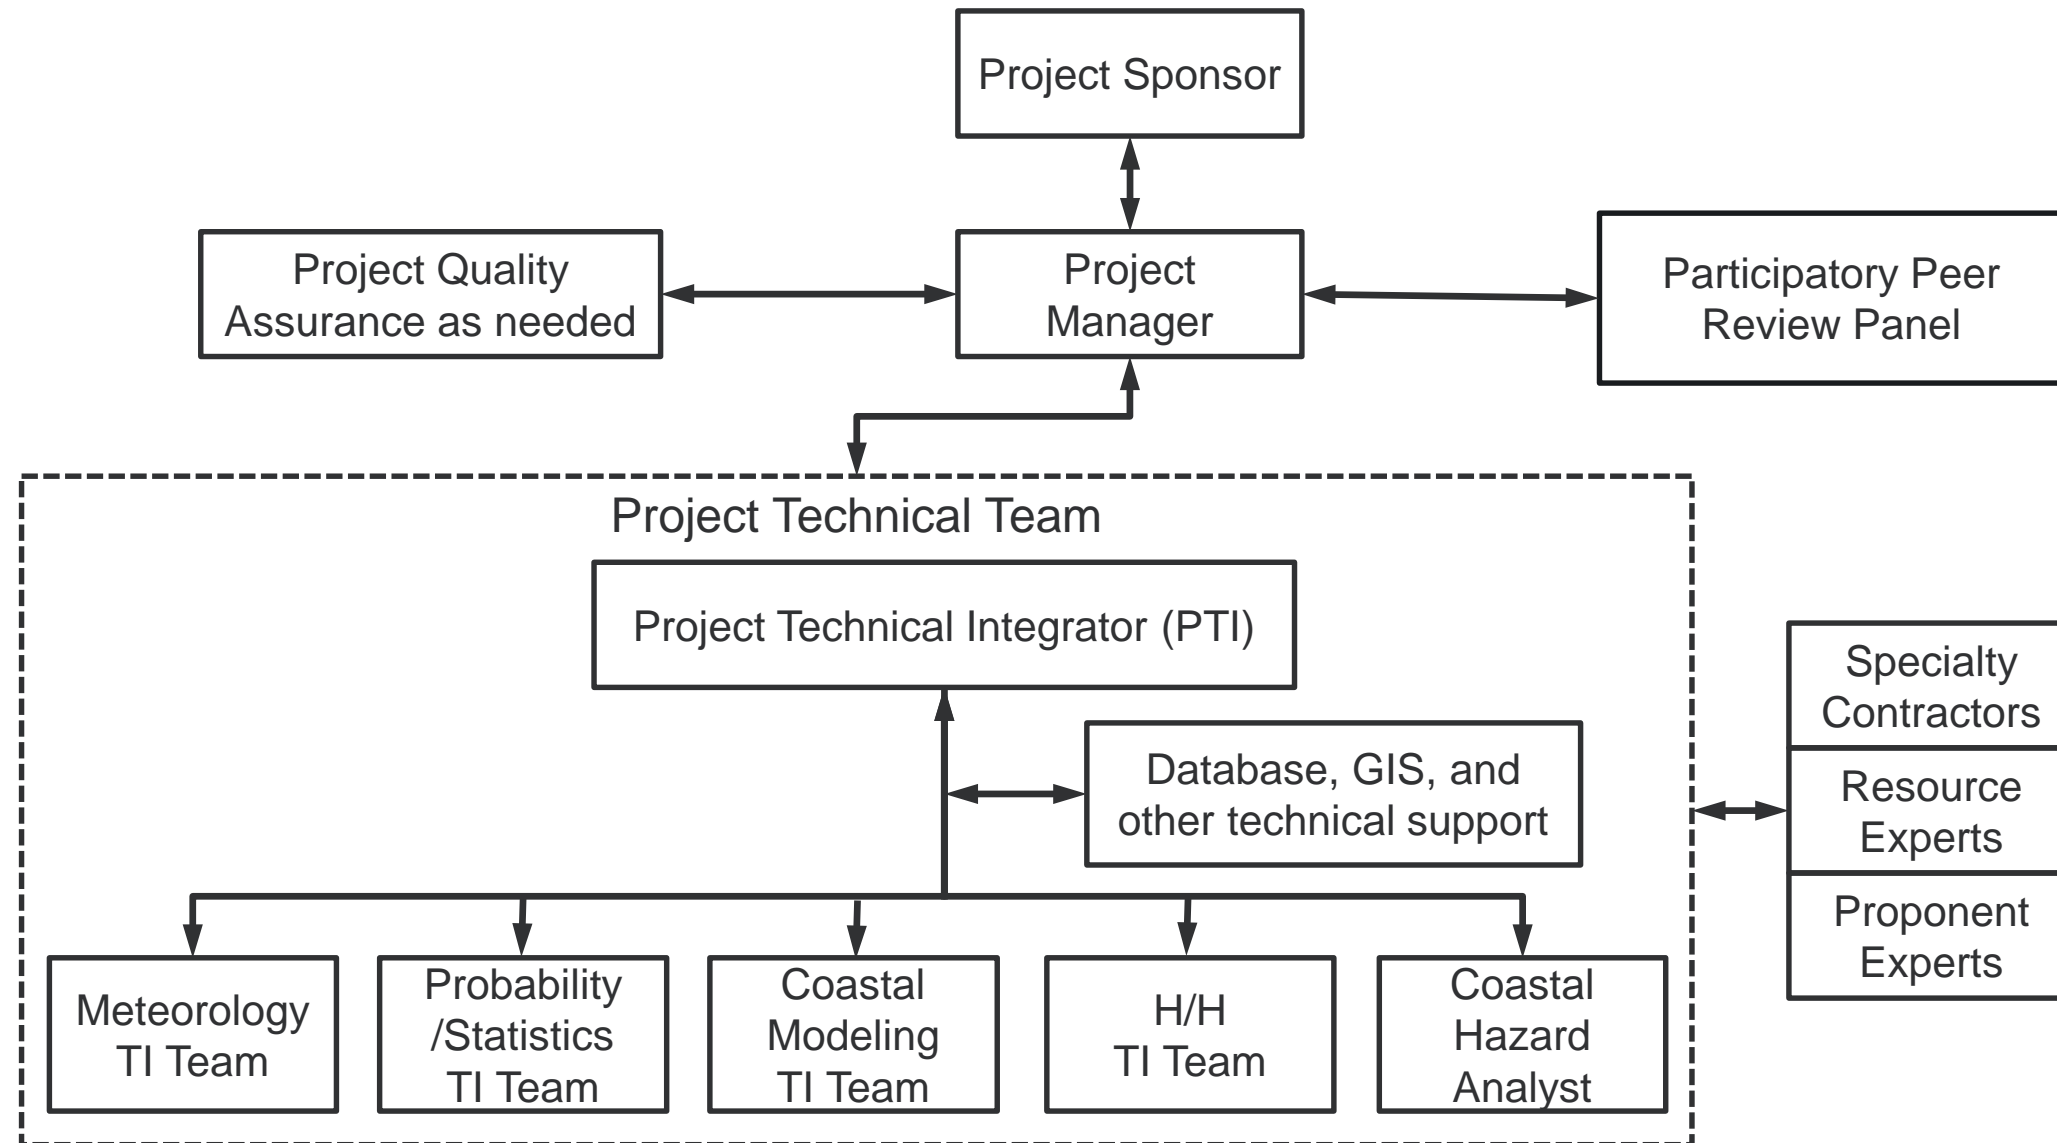 Project Sponsor
Project Quality
Assurance as needed
Project
Manager
Participatory Peer
Review Panel
Project Technical Team
Project Technical Integrator (PTI)
Database, GIS, and
other technical support
Specialty
Contractors
Resource
Experts
Proponent
Experts
Meteorology
TI Team
Probability
/Statistics
TI Team
Coastal
Modeling
TI Team
H/H
TI Team
Coastal
Hazard
Analyst